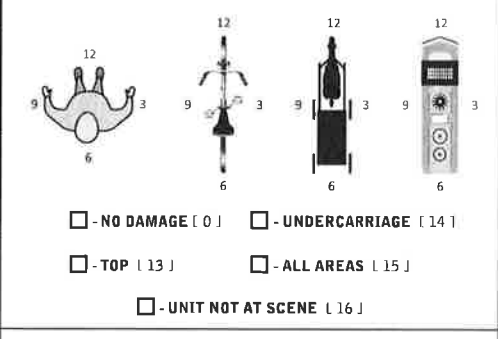 12 12 12
12
9 3 9 3 9 3 9 3
6
6 6 6
- NO DAMAGE [ 0 ] - UNDERCARRIAGE [ 14 ]
- TOP [ 13 ] - ALL AREAS [ 15 ]
- UNIT NOT AT SCENE [ 16 ]